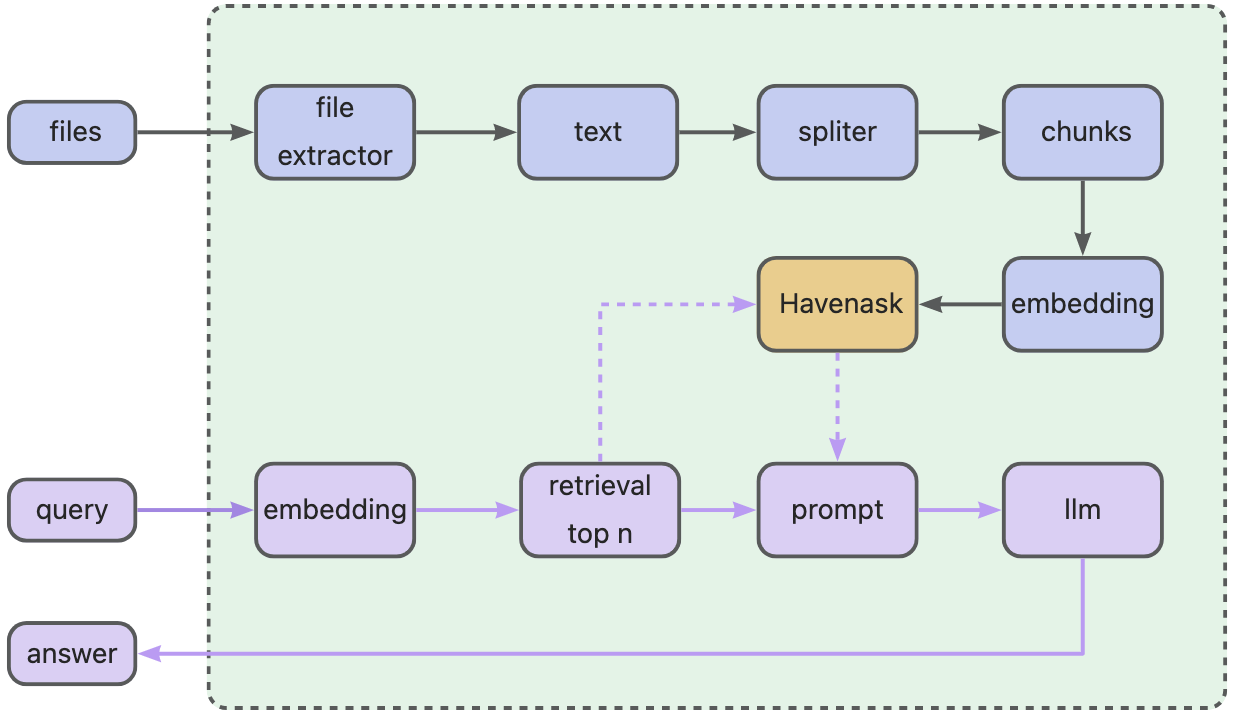 files
file
extractor
text
spliter
chunks
Havenask
embedding
query
embedding
retrieval
top n
prompt
llm
answer